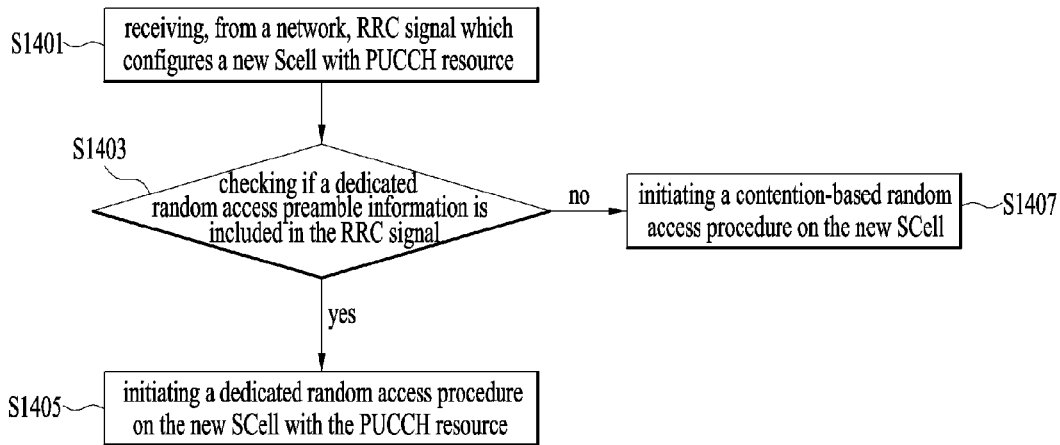 S1401
receiving, from a network, RRC signal which
configures a new Scell with PUCCH resource
S1403
checking if a dedicated
random access preamble information is
included in the RRC signal
no
initiating a contention-based random
access procedure on the new SCell
S1407
yes
S1405
initiating a dedicated random access procedure
on the new SCell with the PUCCH resource